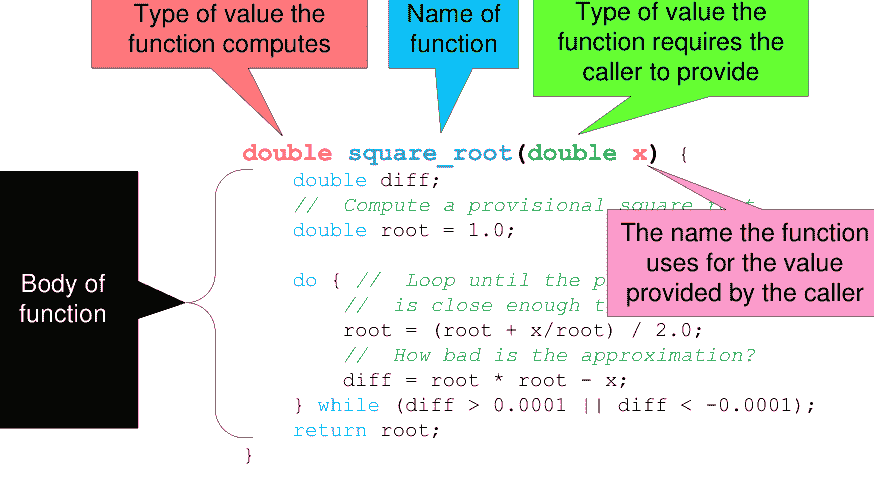 Type of value the
function computes
Name of
function
Type of value the
function requires the
caller to provide
double square_root(double x) {
double diff;
// Compute a provisional square root
double root = 1.0;
The name the function
uses for the value
provided by the caller
Body of
function
do { // Loop until the p
// is close enough t
root = (root + x/root) / 2.0;
// How bad is the approximation?
diff = root * root - x;
} while (diff > 0.0001 || diff < -0.0001);
return root;
}